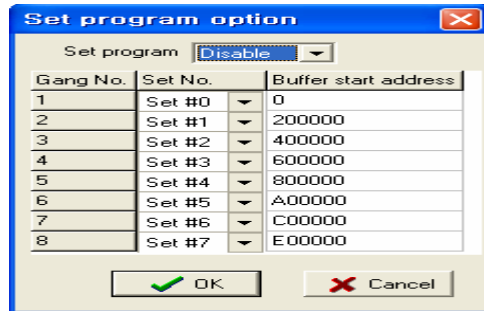 Set program option
Set program Disable
Gang No. Set No. Buffer start address
1 Set #0 0
2 Set #1 200000
3 Set #2 400000
4 Set #3 600000
5 Set #4 800000
6 Set #5 A00000
7 Set #6 C00000
8 Set #7 E00000
OK Cancel